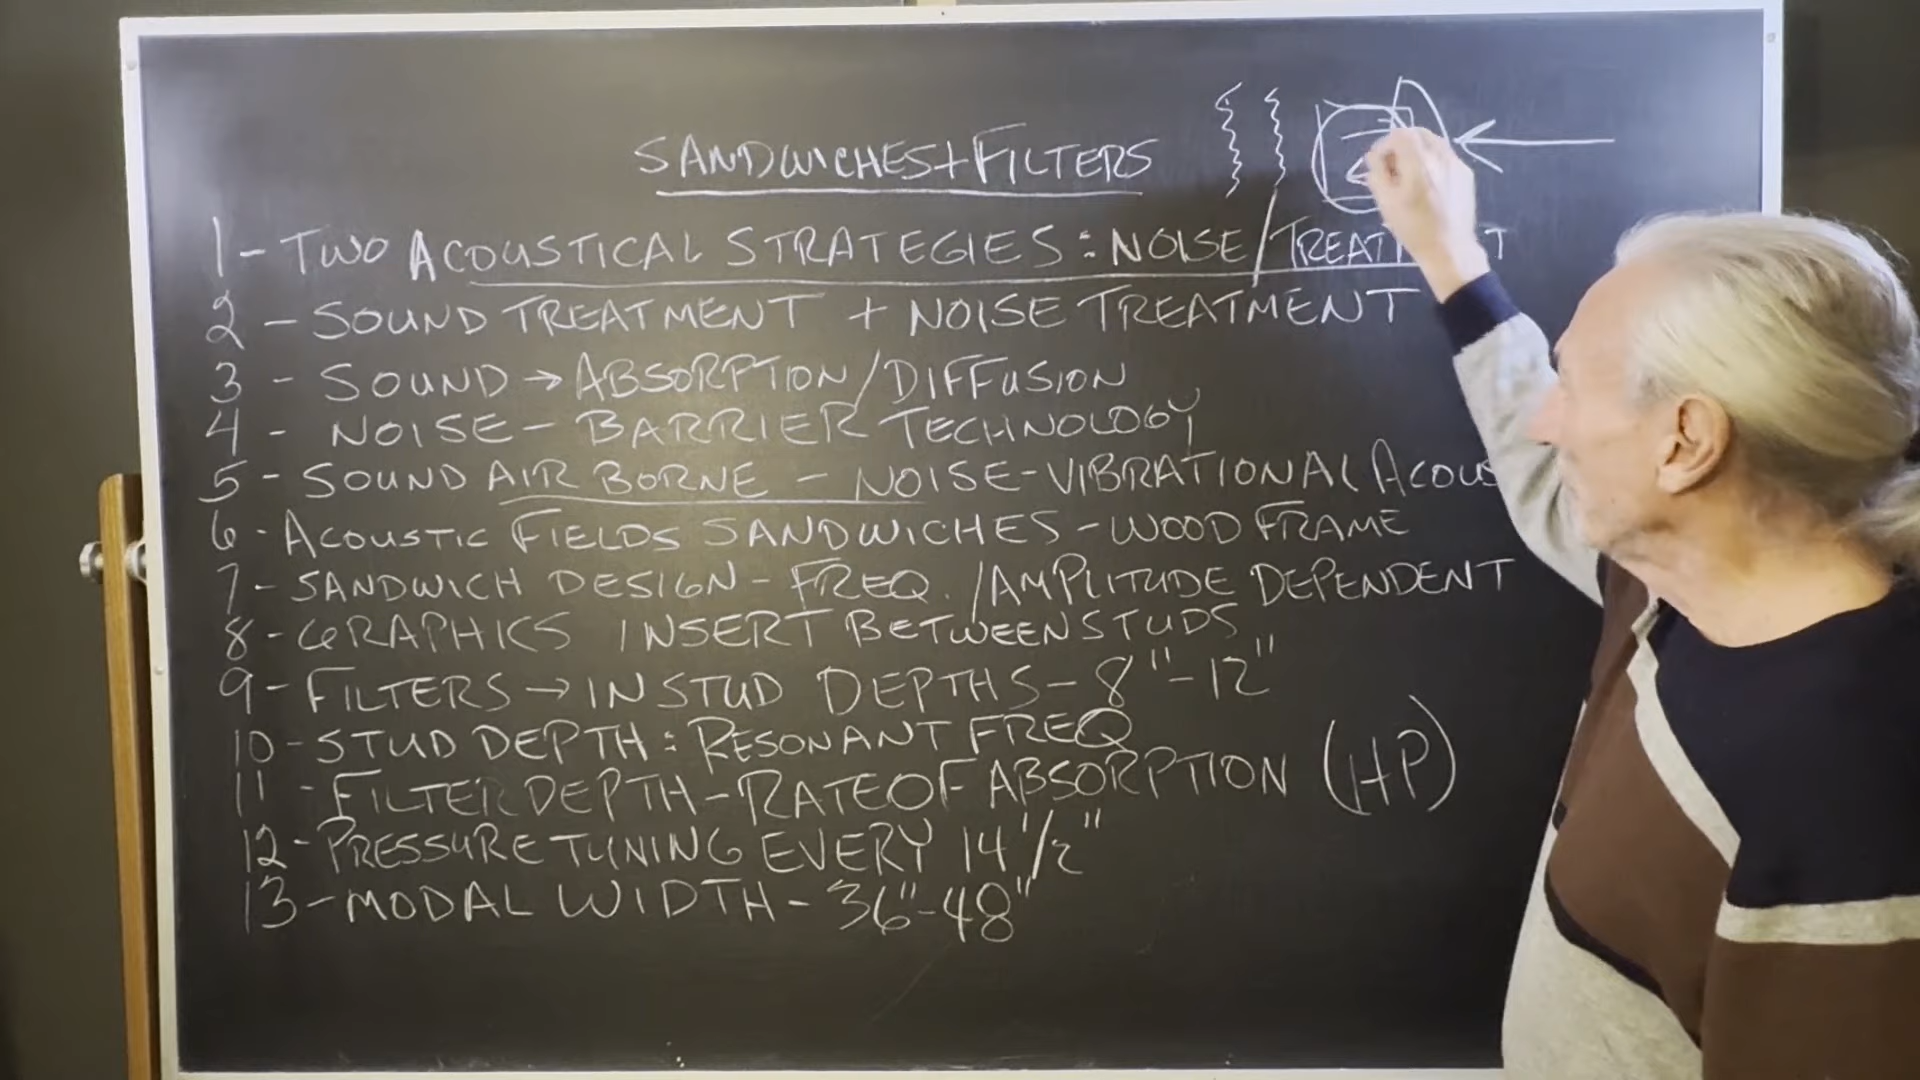 SANDWICHES + FILTERS
1 - TWO ACOUSTICAL STRATEGIES : NOISE /
2 - SOUND TREATMENT + NOISE TREATMENT
3 - SOUND → ABSORPTION / DIFFUSION
4 - NOISE - BARRIER TECHNOLOGY
5 - SOUND AIR BORNE - NOISE-VIBRATIONAL ACOUS
6 - ACOUSTIC FIELDS SANDWICHES - WOOD FRAME
7 - SANDWICH DESIGN - FREQ. / AMPLITUDE DEPENDENT
8 - GRAPHICS INSERT BETWEEN STUDS
9 - FILTERS → IN STUD DEPTHS - 8" - 12"
10 - STUD DEPTH : RESONANT FREQ
11 - FILTER DEPTH - RATE OF ABSORPTION (HP)
12 - PRESSURE TUNING EVERY 14 1/2"
13 - MODAL WIDTH - 36" - 48"